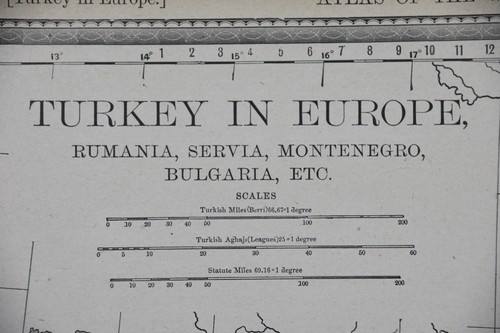 [Turkey in Europe.]
ATLAS OF THE
13° 14° 1 2 3 15° 4 5 6 16° 7 8 9 17° 10 11 12
TURKEY IN EUROPE,
RUMANIA, SERVIA, MONTENEGRO,
BULGARIA, ETC.
SCALES
Turkish Miles (Berri) 66.67=1 degree
0 10 20 30 40 50 100 200
Turkish Aghajs (Leagues) 25=1 degree
0 5 10 20 30 40 50 60
Statute Miles 69.16=1 degree
0 5 10 20 30 40 50 100 200